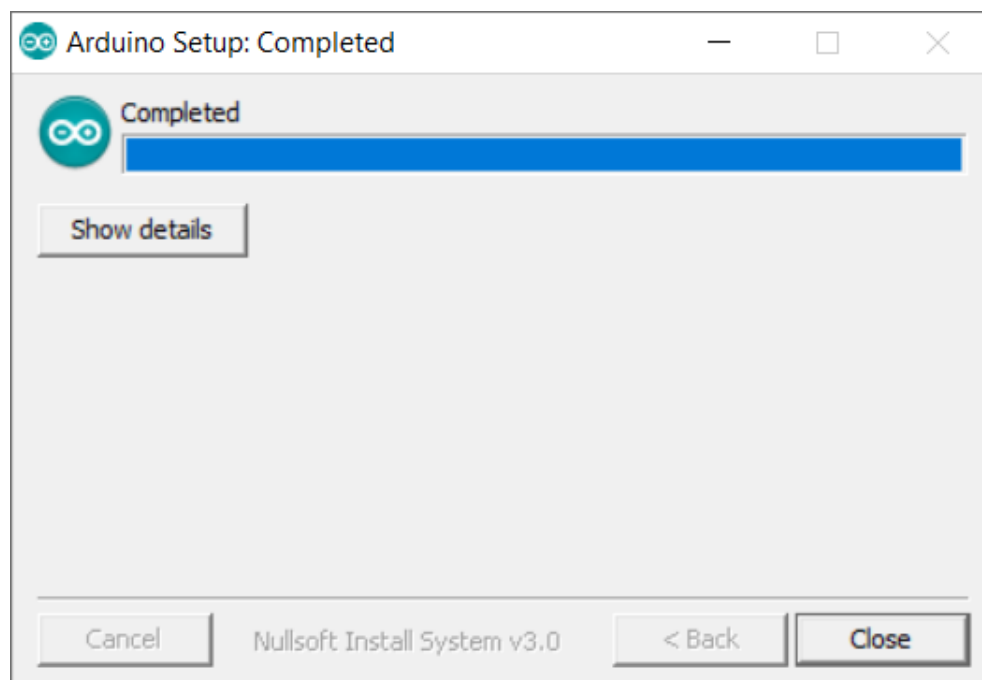 Arduino Setup: Completed
Completed
Show details
Cancel Nullsoft Install System v3.0 < Back Close